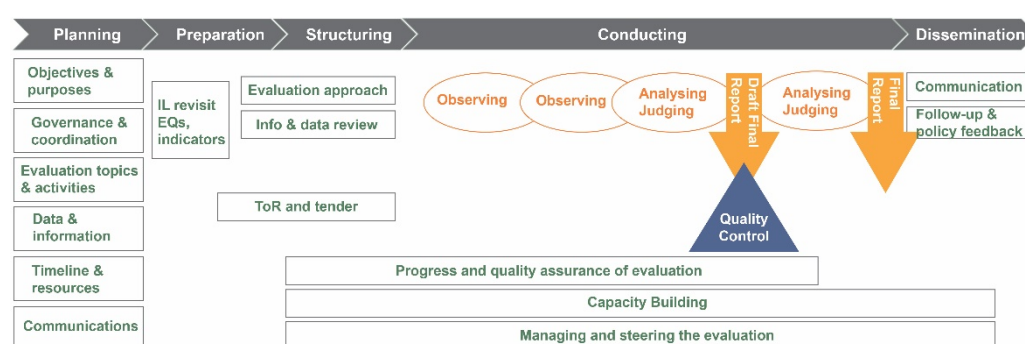 Planning
Preparation
Structuring
Conducting
Dissemination
Objectives &
purposes
Governance &
coordination
Evaluation topics
& activities
Data &
information
Timeline &
resources
Communications
IL revisit
EQs,
indicators
Evaluation approach
Info & data review
ToR and tender
Observing
Observing
Analysing
Judging
Draft Final
Report
Analysing
Judging
Final
Report
Communication
Follow-up &
policy feedback
Quality
Control
Progress and quality assurance of evaluation
Capacity Building
Managing and steering the evaluation